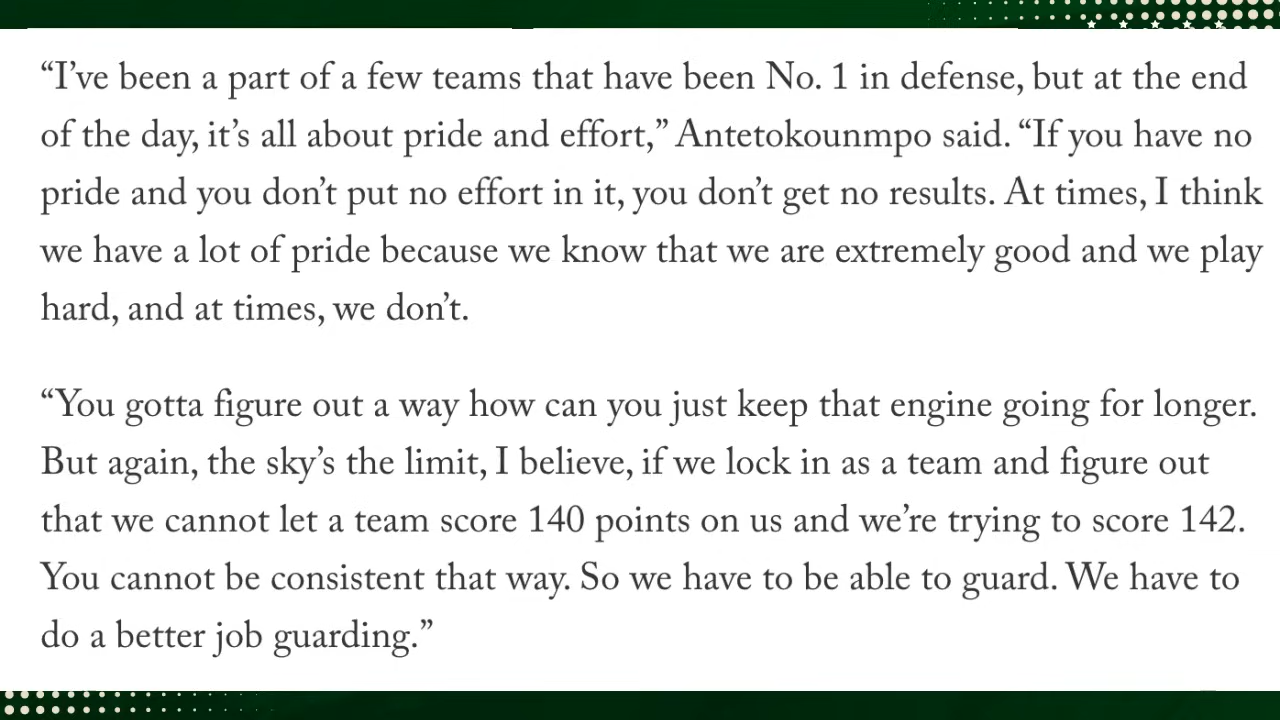 “I’ve been a part of a few teams that have been No. 1 in defense, but at the end
of the day, it’s all about pride and effort,” Antetokounmpo said. “If you have no
pride and you don’t put no effort in it, you don’t get no results. At times, I think
we have a lot of pride because we know that we are extremely good and we play
hard, and at times, we don’t.
“You gotta figure out a way how can you just keep that engine going for longer.
But again, the sky’s the limit, I believe, if we lock in as a team and figure out
that we cannot let a team score 140 points on us and we’re trying to score 142.
You cannot be consistent that way. So we have to be able to guard. We have to
do a better job guarding.”